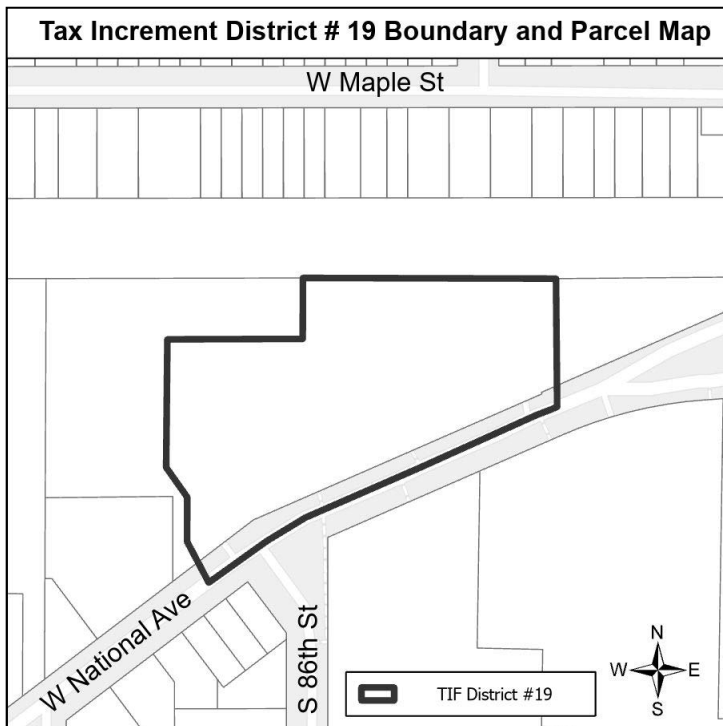 Tax Increment District # 19 Boundary and Parcel Map
W Maple St
W National Ave
S 86th St
N
W E
S
TIF District #19